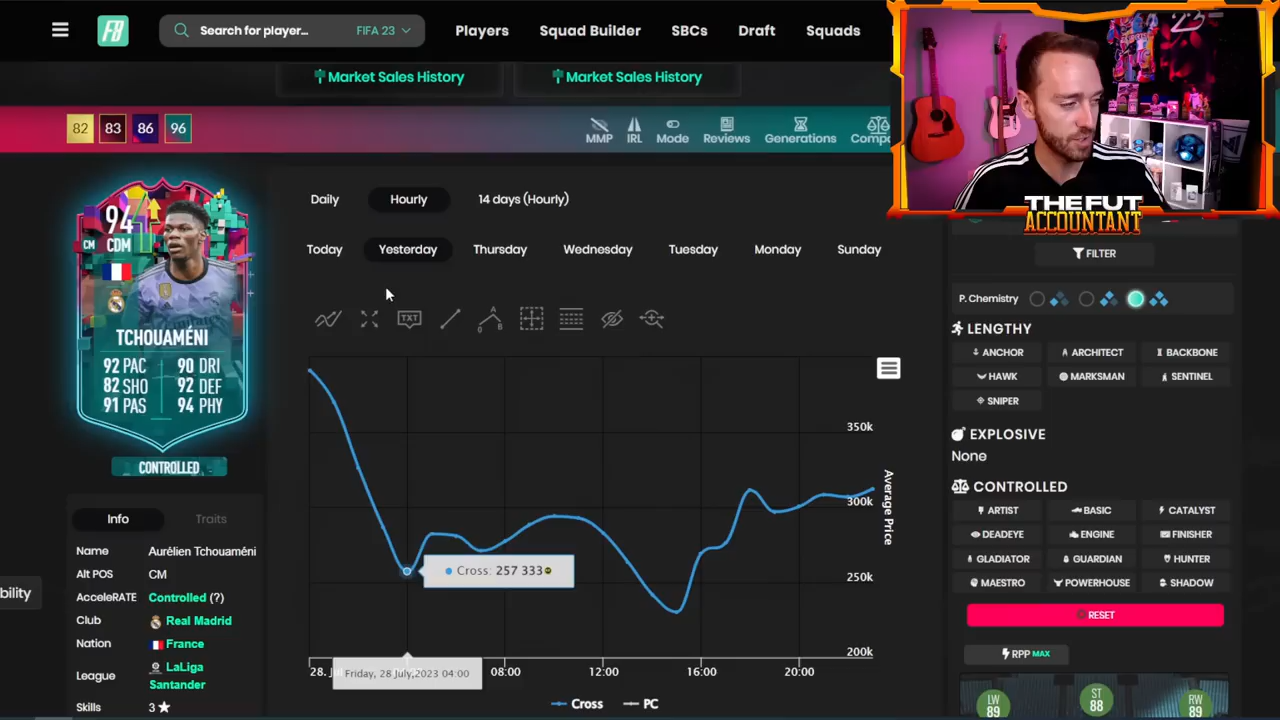 FB
Search for player... FIFA 23
Players
Squad Builder
SBCs
Draft
Squads
Market Sales History
Market Sales History
82 83 86 96
MMP
IRL
Mode
Reviews
Generations
Compa
THE FUT
ACCOUNTANT
94
CM CDM
TCHOUAMÉNI
92 PAC 90 DRI
82 SHO 92 DEF
91 PAS 94 PHY
CONTROLLED
Info Traits
Name Aurélien Tchouaméni
Alt POS CM
AcceleRATE Controlled (?)
Club Real Madrid
Nation France
League LaLiga
Santander
Skills 3
bility
Daily Hourly 14 days (Hourly)
Today Yesterday Thursday Wednesday Tuesday Monday Sunday
TXT
350k
300k
250k
200k
Average Price
Cross: 257 333
28. Ju
08:00 12:00 16:00 20:00
Friday, 28 July,2023 04:00
Cross PC
FILTER
P. Chemistry
LENGTHY
ANCHOR ARCHITECT BACKBONE
HAWK MARKSMAN SENTINEL
SNIPER
EXPLOSIVE
None
CONTROLLED
ARTIST BASIC CATALYST
DEADEYE ENGINE FINISHER
GLADIATOR GUARDIAN HUNTER
MAESTRO POWERHOUSE SHADOW
RESET
RPP MAX
LW
89
ST
88
RW
89